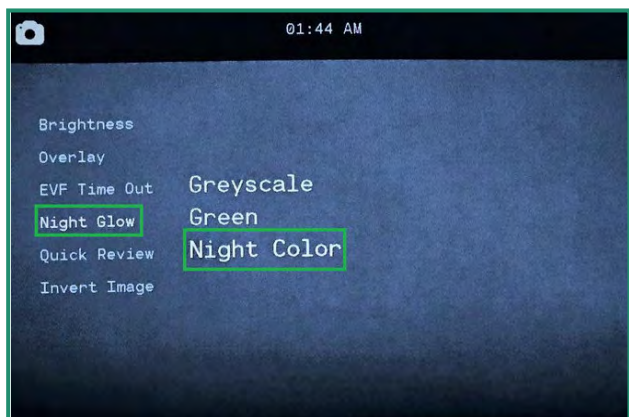 01:44 AM
Brightness
Overlay
EVF Time Out
Night Glow
Quick Review
Invert Image
Greyscale
Green
Night Color